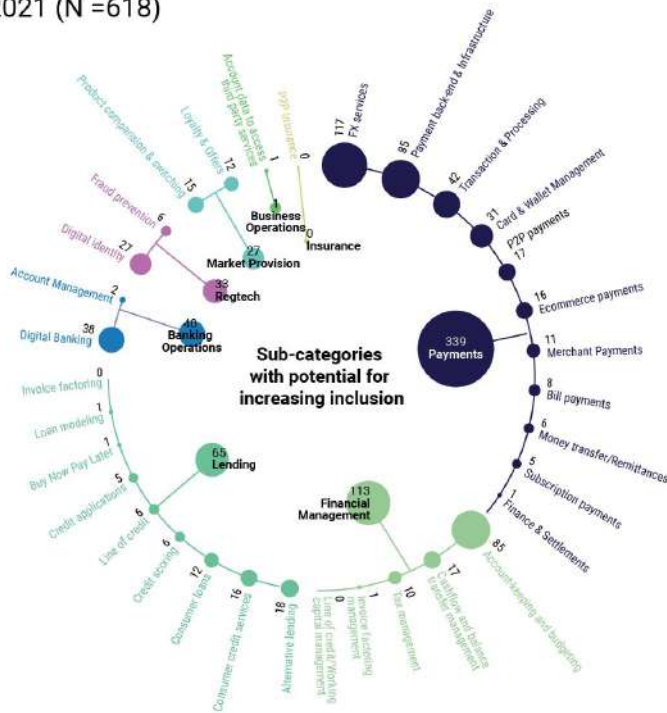 2021 (N =618)
Sub-categories
with potential for
increasing inclusion
339
Payments
117
FX services
85
Payment back-end & Infrastructure
42
Transaction & Processing
31
Card & Wallet Management
P2P payments
17
16
Ecommerce payments
11
Merchant Payments
8
Bill payments
6
Money transfer/Remittances
5
Subscription payments
1
Finance & Settlements
113
Financial
Management
85
Account-keeping and budgeting
17
Cashflow and balance
transfer management
10
Tax management
1
Invoice factoring
management
0
Line of credit/Working
capital management
65
Lending
18
Alternative lending
16
Consumer credit services
12
Consumer loans
6
Credit scoring
6
Line of credit
5
Credit applications
1
Buy Now Pay Later
1
Loan modeling
0
Invoice factoring
40
Banking
Operations
38
Digital Banking
2
Account Management
33
Regtech
27
Digital identity
6
Fraud prevention
27
Market Provision
15
Product comparision & switching
12
Loyalty & Offers
1
Business
Operations
1
Account data to access
third party services
0
Insurance
0
P2P Insurance